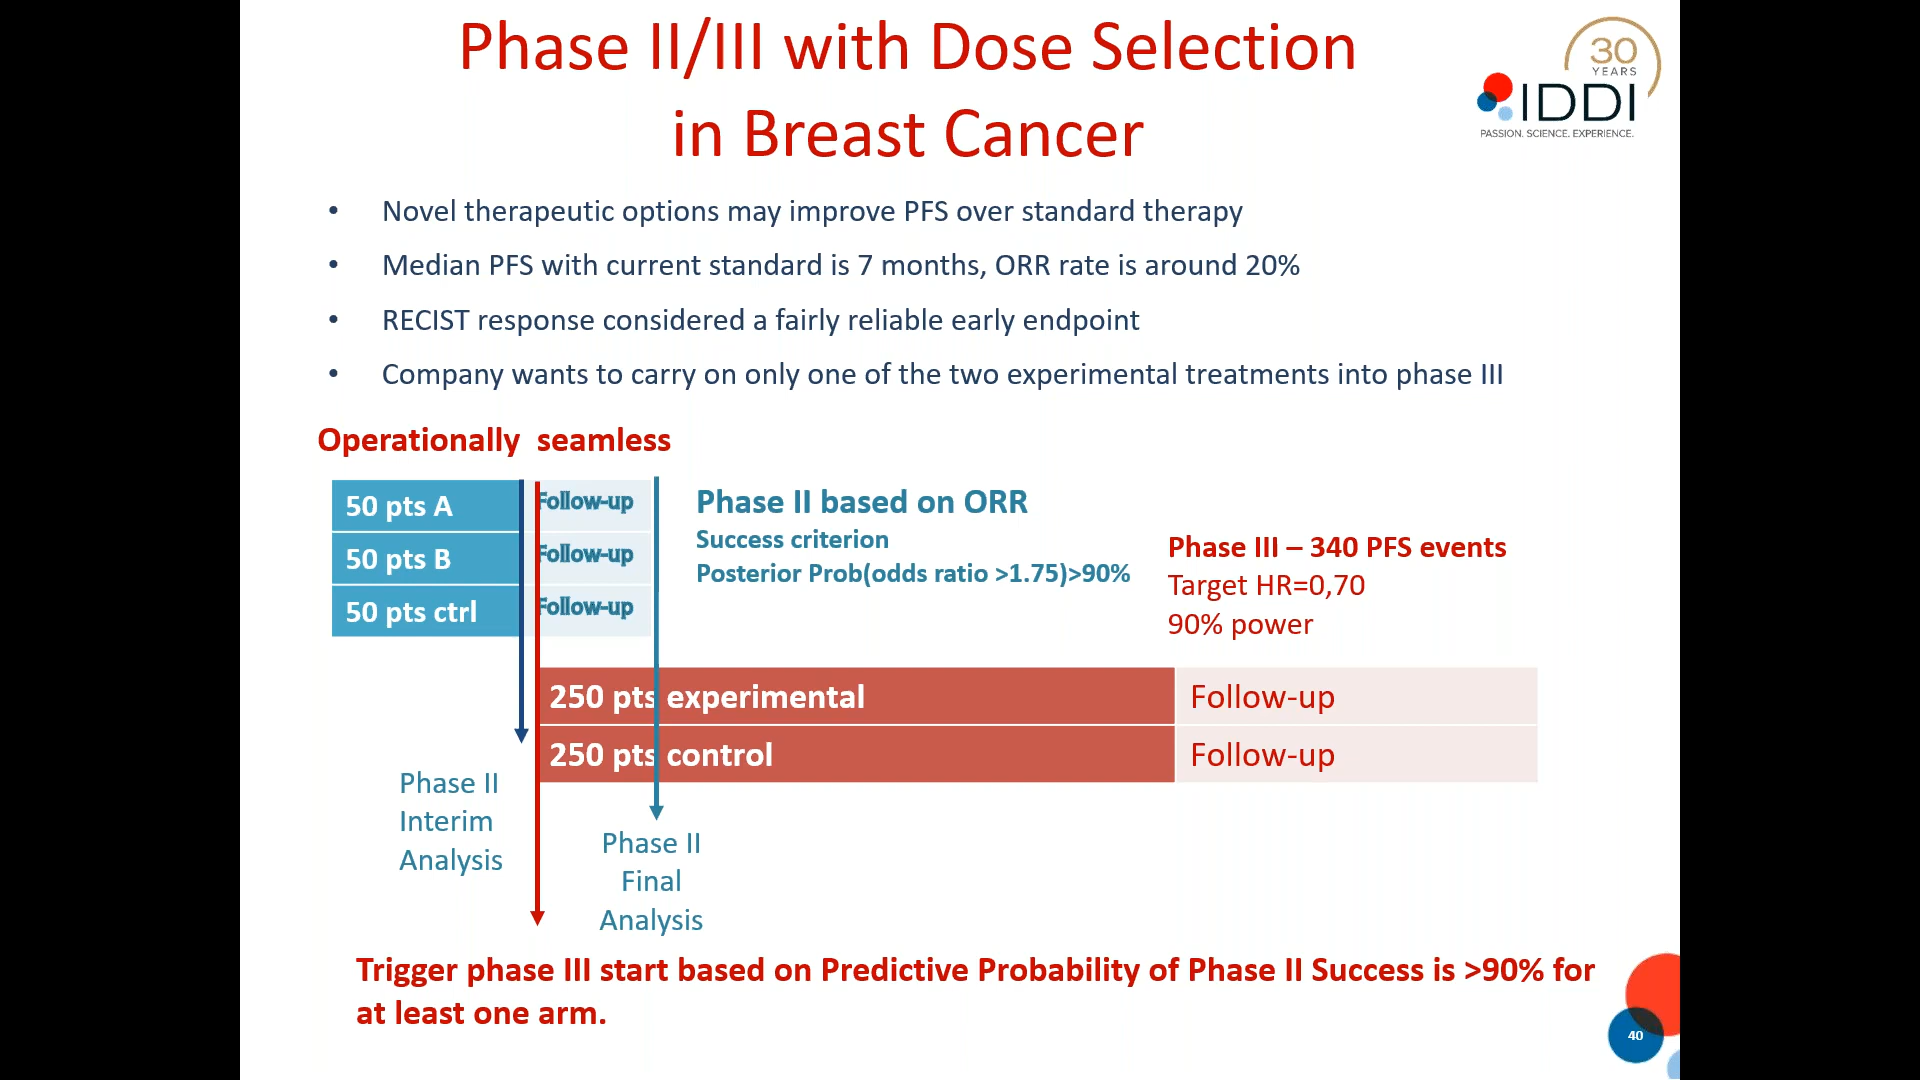 Phase II/III with Dose Selection
in Breast Cancer
30
YEARS
IDDI
PASSION. SCIENCE. EXPERIENCE.
• Novel therapeutic options may improve PFS over standard therapy
• Median PFS with current standard is 7 months, ORR rate is around 20%
• RECIST response considered a fairly reliable early endpoint
• Company wants to carry on only one of the two experimental treatments into phase III
Operationally seamless
50 pts A Follow-up
50 pts B Follow-up
50 pts ctrl Follow-up
Phase II based on ORR
Success criterion
Posterior Prob(odds ratio >1.75)>90%
Phase III – 340 PFS events
Target HR=0,70
90% power
250 pts experimental Follow-up
250 pts control Follow-up
Phase II
Interim
Analysis
Phase II
Final
Analysis
Trigger phase III start based on Predictive Probability of Phase II Success is >90% for
at least one arm.
40